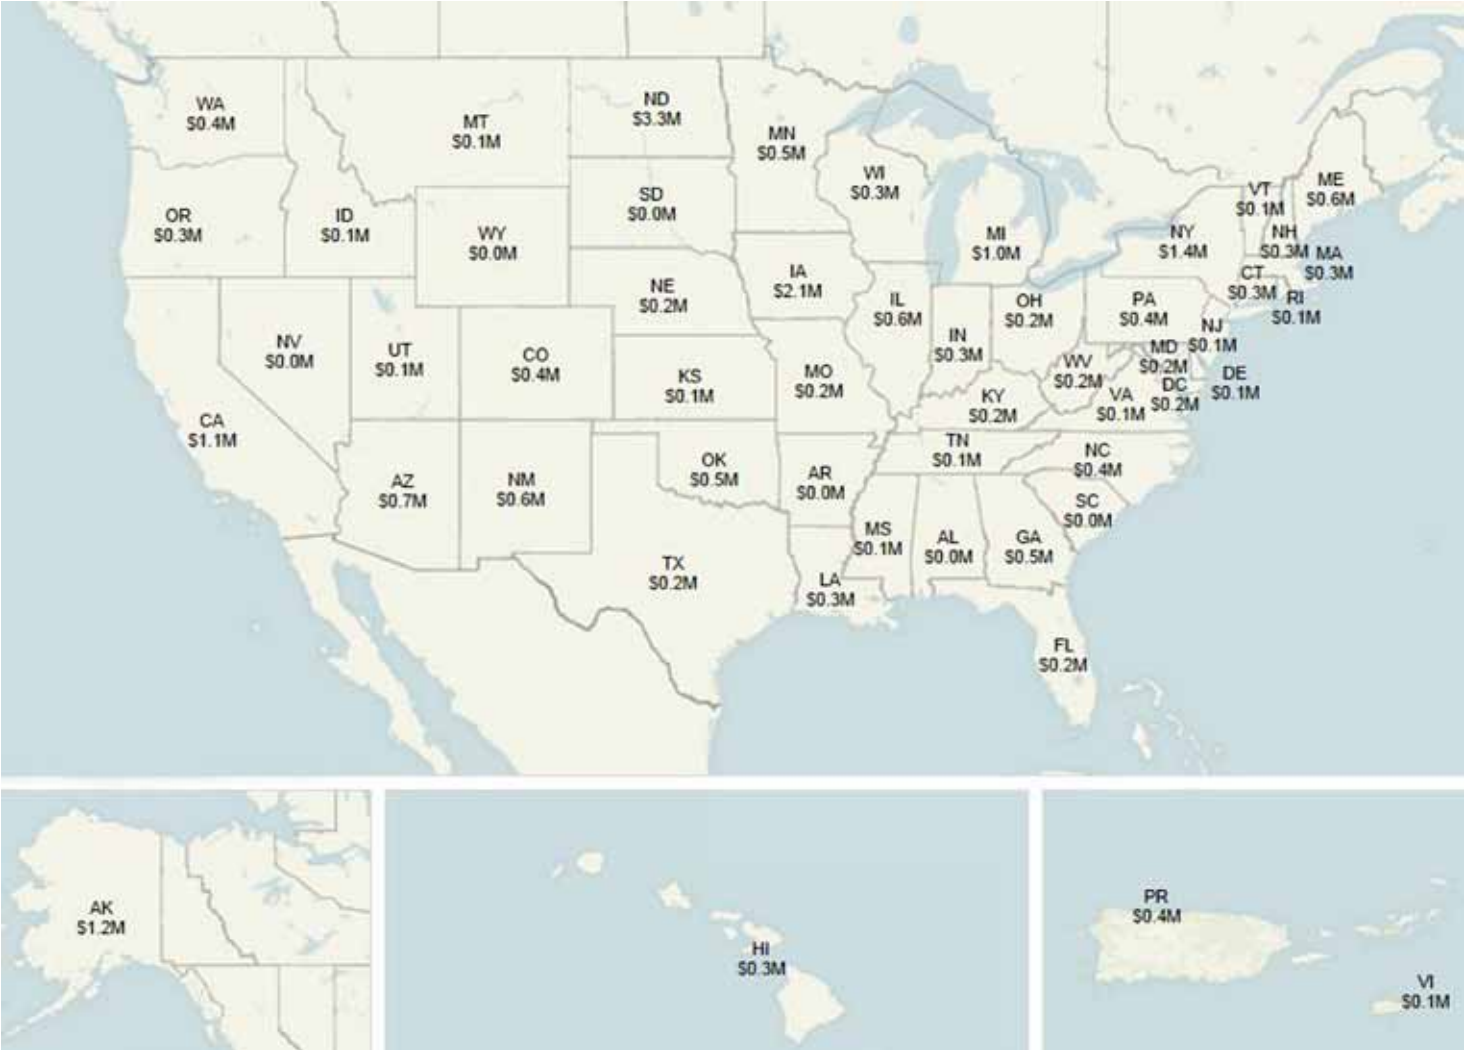 WA
$0.4M
MT
$0.1M
ND
$3.3M
MN
$0.5M
OR
$0.3M
ID
$0.1M
WY
$0.0M
SD
$0.0M
WI
$0.3M
MI
$1.0M
NY
$1.4M
VT
$0.1M
ME
$0.6M
NH
$0.3M
MA
$0.3M
CT
$0.3M
RI
$0.1M
NE
$0.2M
IA
$2.1M
IL
$0.6M
IN
$0.3M
OH
$0.2M
PA
$0.4M
NJ
$0.1M
NV
$0.0M
UT
$0.1M
CO
$0.4M
KS
$0.1M
MO
$0.2M
KY
$0.2M
WV
$0.2M
MD
$0.2M
DC
$0.2M
DE
$0.1M
VA
$0.1M
CA
$1.1M
AZ
$0.7M
NM
$0.6M
OK
$0.5M
AR
$0.0M
TN
$0.1M
NC
$0.4M
SC
$0.0M
MS
$0.1M
AL
$0.0M
GA
$0.5M
TX
$0.2M
LA
$0.3M
FL
$0.2M
AK
$1.2M
HI
$0.3M
PR
$0.4M
VI
$0.1M